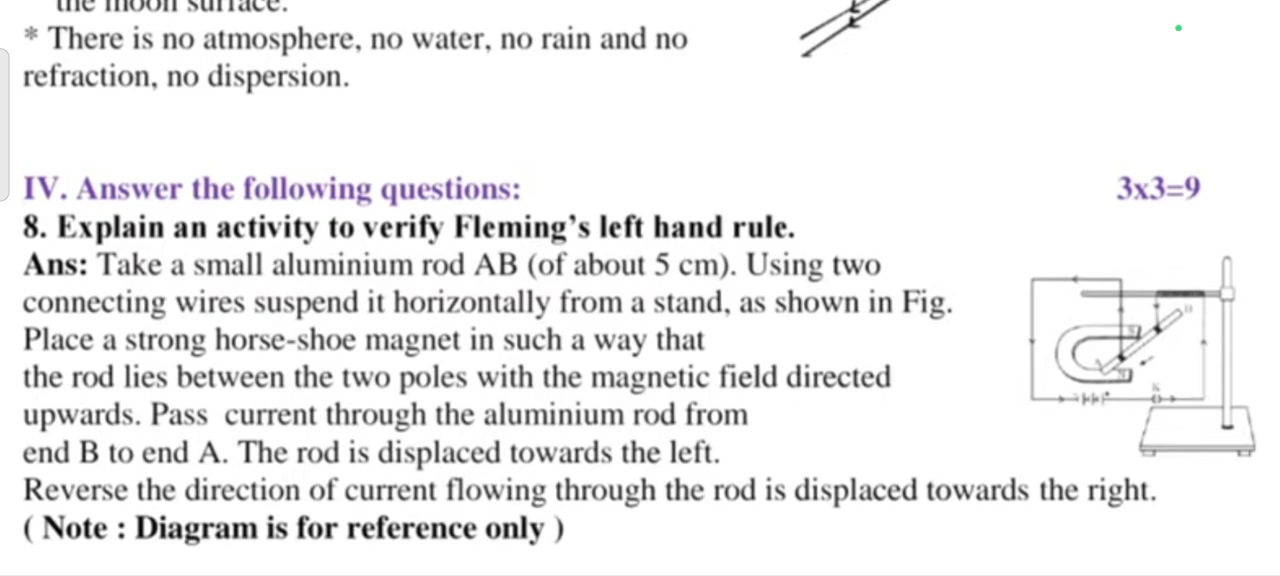 the moon surface.
* There is no atmosphere, no water, no rain and no
refraction, no dispersion.
IV. Answer the following questions:
3x3=9
8. Explain an activity to verify Fleming’s left hand rule.
Ans: Take a small aluminium rod AB (of about 5 cm). Using two
connecting wires suspend it horizontally from a stand, as shown in Fig.
Place a strong horse-shoe magnet in such a way that
the rod lies between the two poles with the magnetic field directed
upwards. Pass current through the aluminium rod from
end B to end A. The rod is displaced towards the left.
Reverse the direction of current flowing through the rod is displaced towards the right.
( Note : Diagram is for reference only )